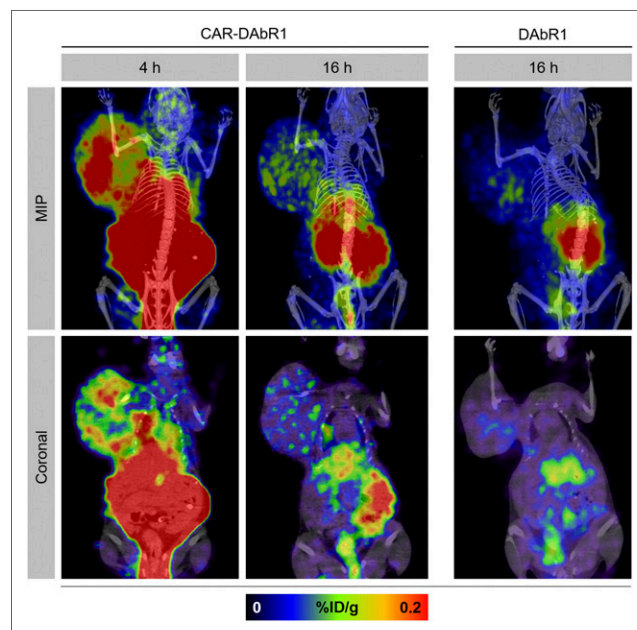 CAR-DAbR1 DAbR1
4 h 16 h 16 h
MIP
Coronal
0 %ID/g 0.2